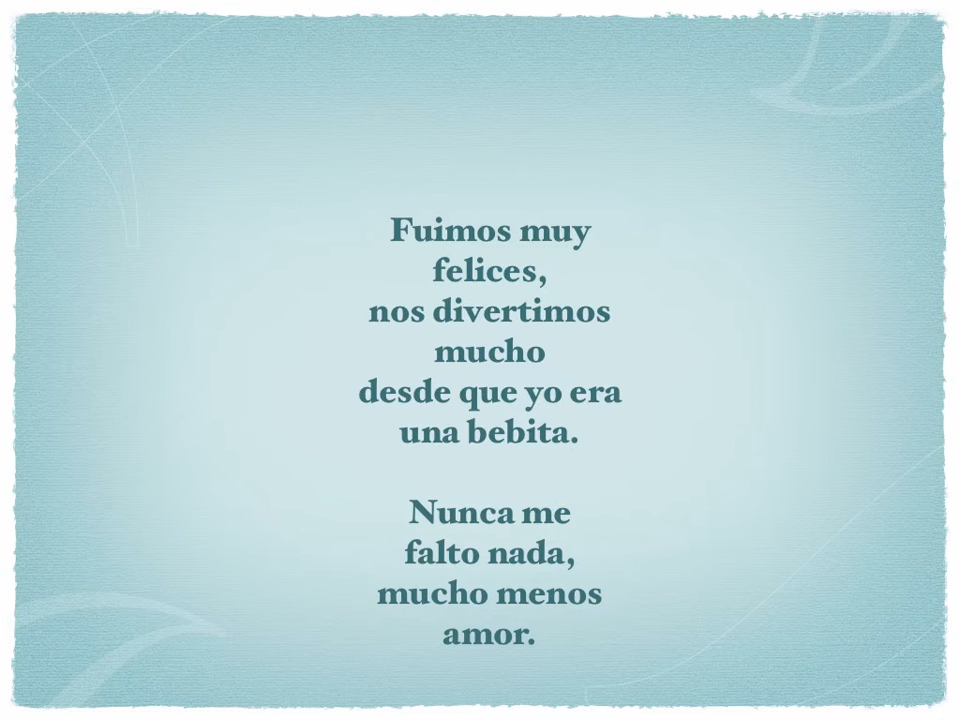 Fuimos muy
felices,
nos divertimos
mucho
desde que yo era
una bebita.
Nunca me
falto nada,
mucho menos
amor.